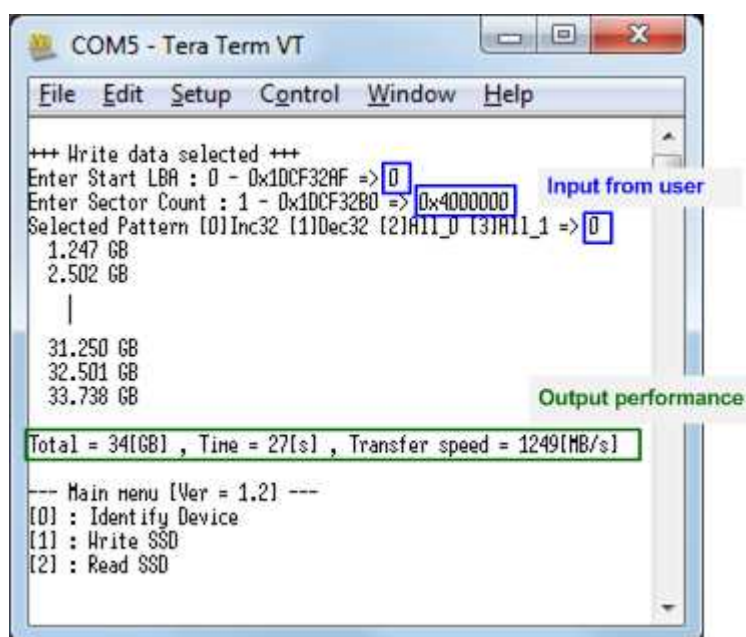 COM5 - Tera Term VT
File Edit Setup Control Window Help
+++ Write data selected +++
Enter Start LBA : 0 - 0x1DCF32AF => 0
Input from user
Enter Sector Count : 1 - 0x1DCF32B0 => 0x4000000
Selected Pattern [0]Inc32 [1]Dec32 [2]All_0 [3]All_1 => 0
1.247 GB
2.502 GB
|
31.250 GB
32.501 GB
33.738 GB
Output performance
Total = 34[GB] , Time = 27[s] , Transfer speed = 1249[MB/s]
--- Main menu [Ver = 1.2] ---
[0] : Identify Device
[1] : Write SSD
[2] : Read SSD